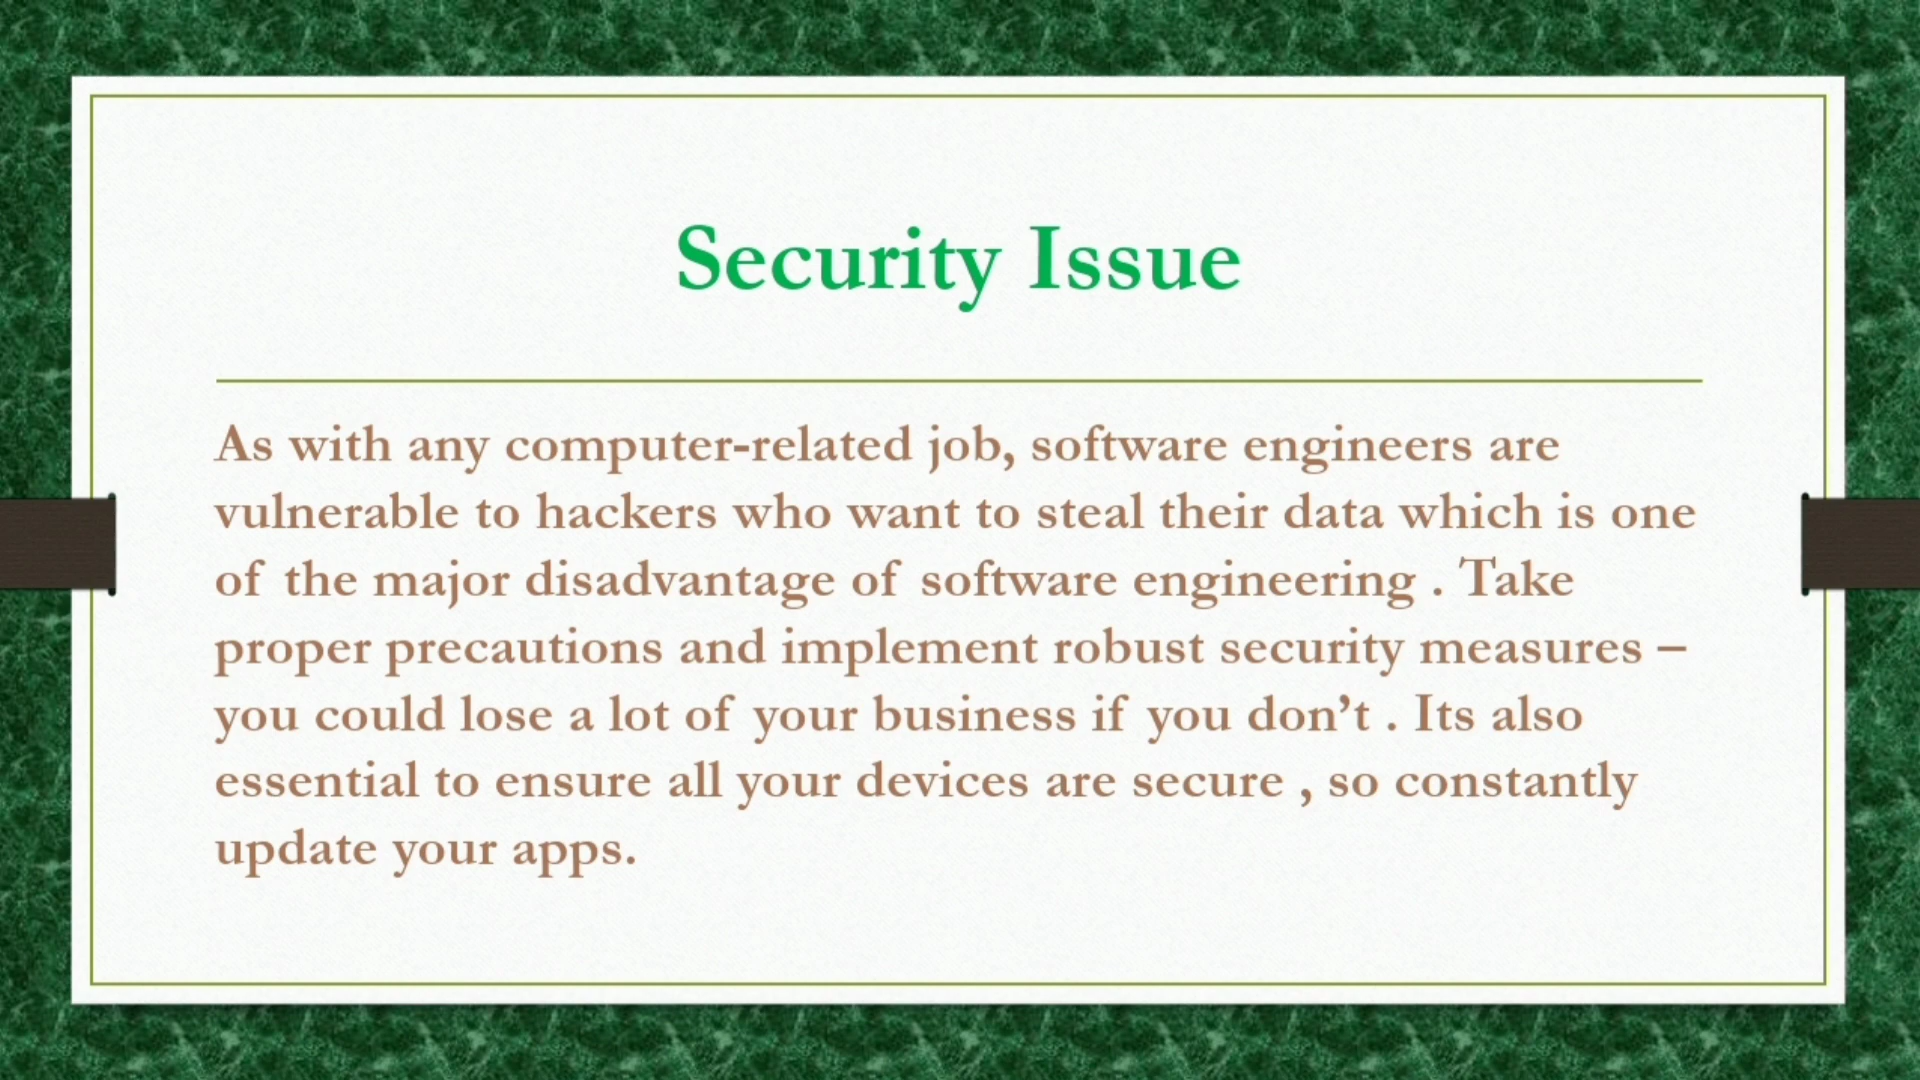 Security Issue
As with any computer-related job, software engineers are
vulnerable to hackers who want to steal their data which is one
of the major disadvantage of software engineering . Take
proper precautions and implement robust security measures –
you could lose a lot of your business if you don’t . Its also
essential to ensure all your devices are secure , so constantly
update your apps.